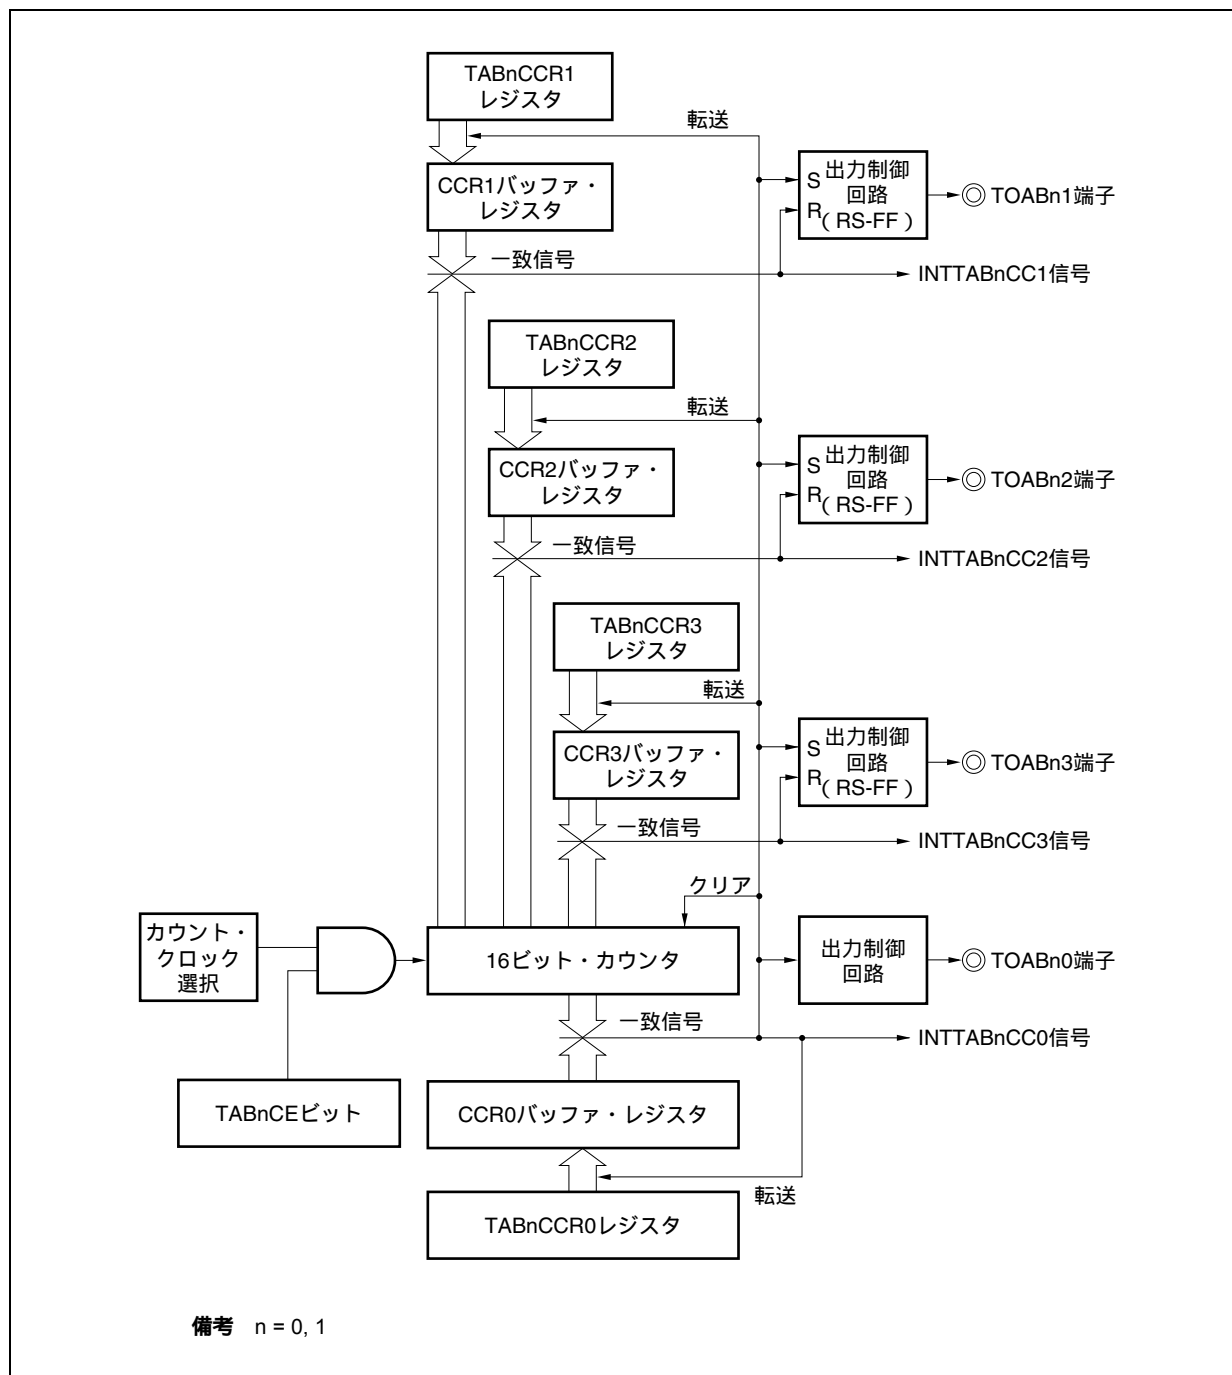 TABnCCR1
レジスタ
転送
CCR1バッファ・
レジスタ
S 出力制御
回路
R ( RS-FF )
TOABn1端子
一致信号
INTTABnCC1信号
TABnCCR2
レジスタ
転送
CCR2バッファ・
レジスタ
S 出力制御
回路
R ( RS-FF )
TOABn2端子
一致信号
INTTABnCC2信号
TABnCCR3
レジスタ
転送
CCR3バッファ・
レジスタ
S 出力制御
回路
R ( RS-FF )
TOABn3端子
一致信号
INTTABnCC3信号
クリア
カウント・
クロック
選択
16ビット・カウンタ
出力制御
回路
TOABn0端子
一致信号
INTTABnCC0信号
TABnCEビット
CCR0バッファ・レジスタ
転送
TABnCCR0レジスタ
備考 n = 0, 1